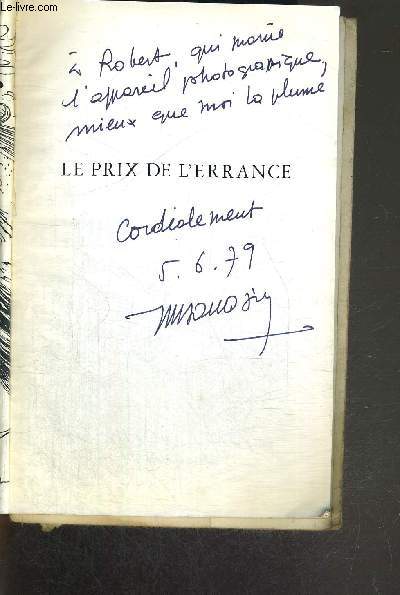 Le-livre.com
à Robert, qui manie
l'appareil photographique,
mieux que moi la plume
LE PRIX DE L'ERRANCE
Cordialement
5.6.79